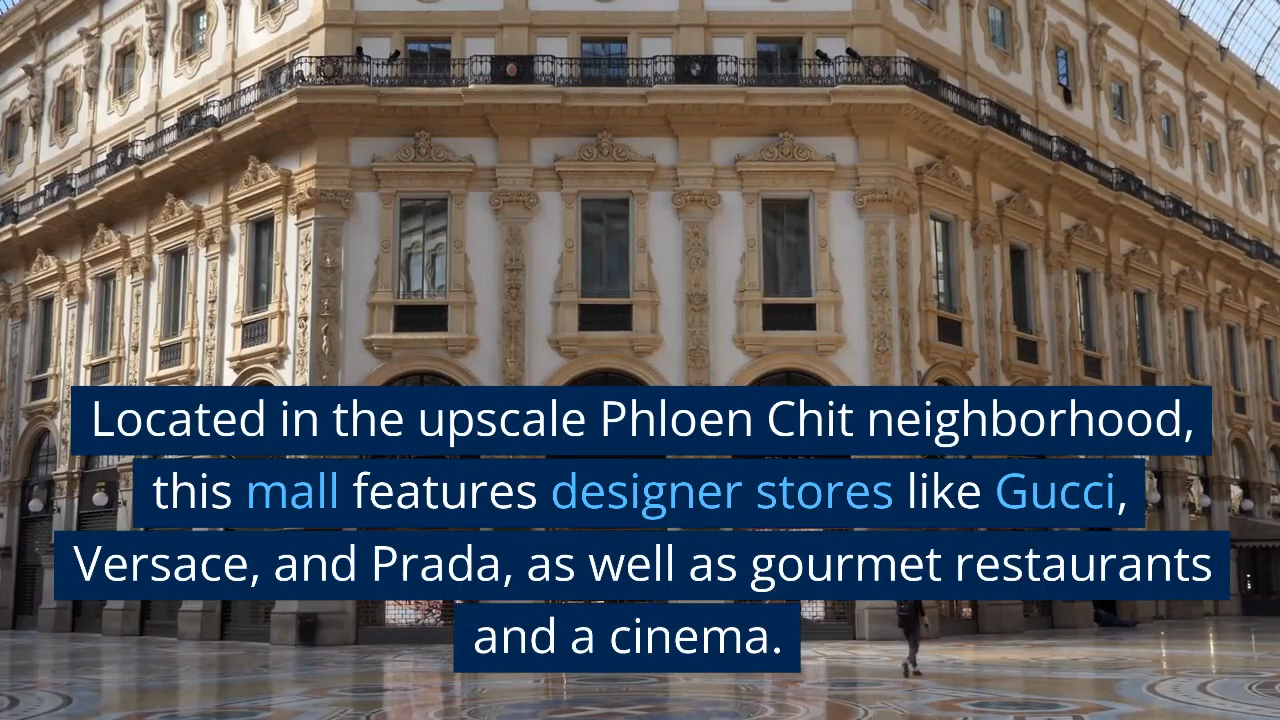 Located in the upscale Phloen Chit neighborhood,
this mall features designer stores like Gucci,
Versace, and Prada, as well as gourmet restaurants
and a cinema.